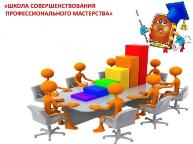 «ШКОЛА СОВЕРШЕНСТВОВАНИЯ
ПРОФЕССИОНАЛЬНОГО МАСТЕРСТВА»